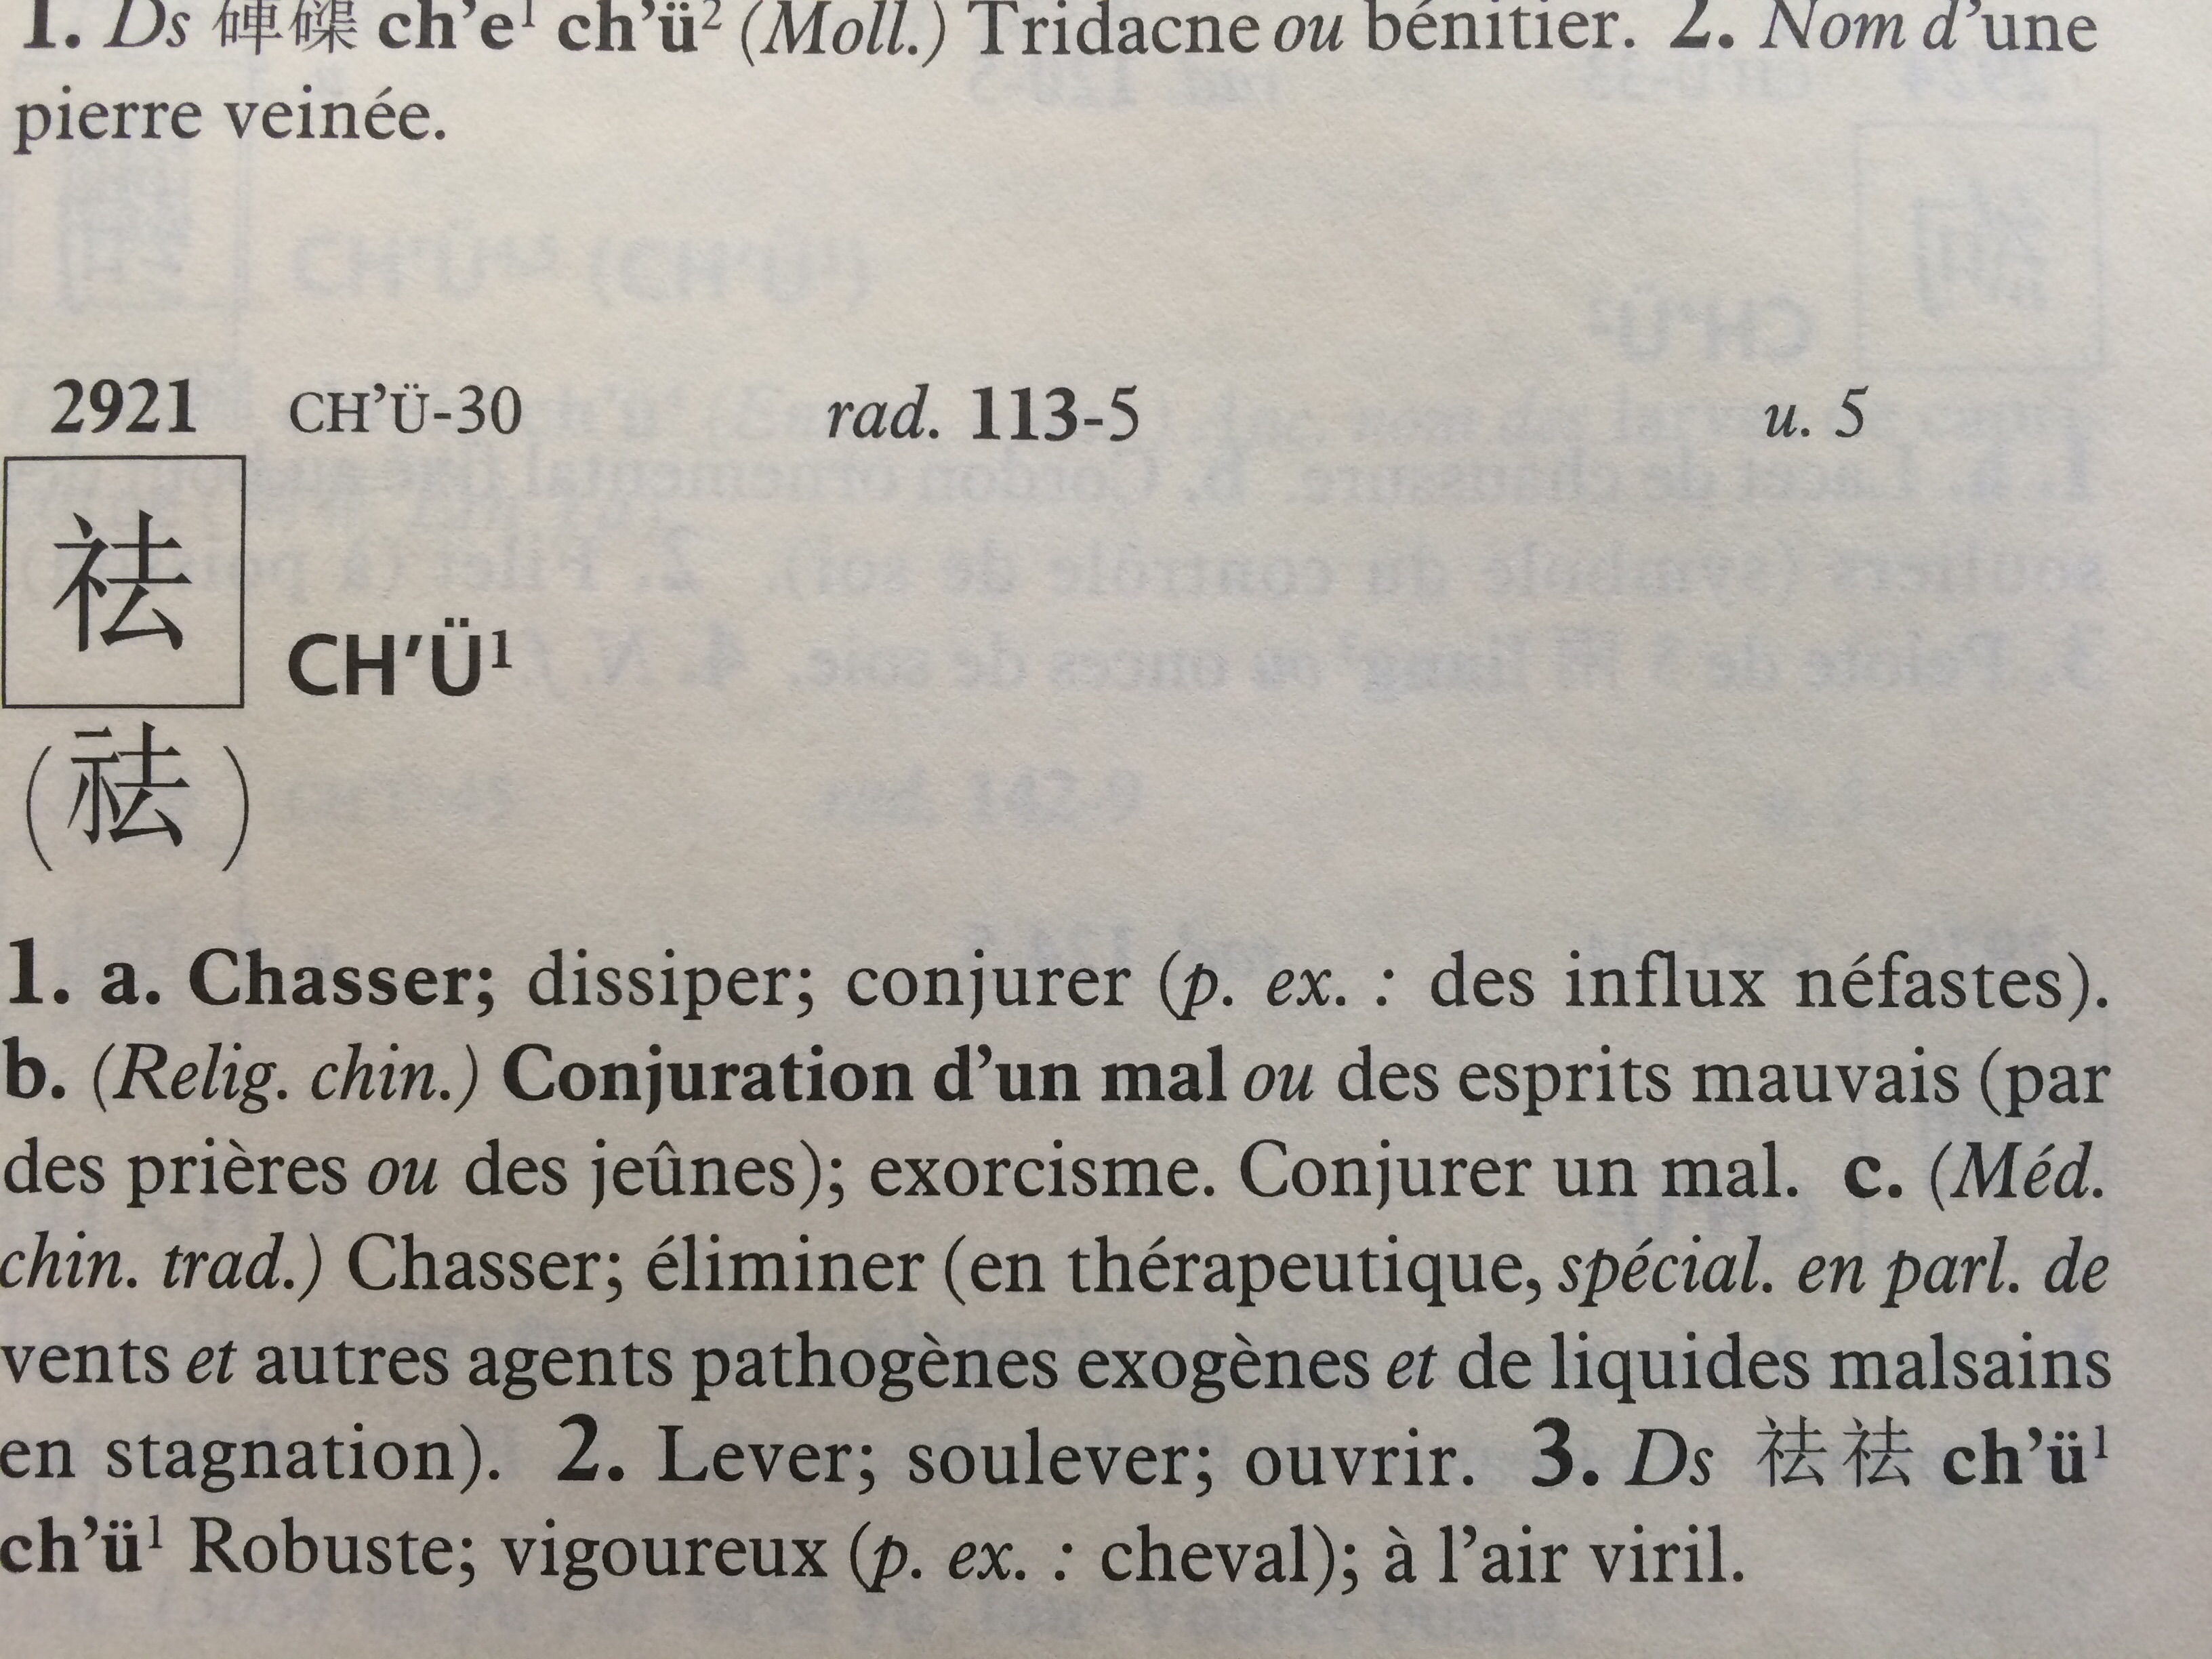 1. Ds 硨磲 ch’e¹ ch’ü² (Moll.) Tridacne ou bénitier. 2. Nom d’une
pierre veinée.
2921 CH’Ü-30 rad. 113-5 u. 5
祛 CH’Ü¹
(祛)
1. a. Chasser; dissiper; conjurer (p. ex. : des influx néfastes).
b. (Relig. chin.) Conjuration d’un mal ou des esprits mauvais (par
des prières ou des jeûnes); exorcisme. Conjurer un mal. c. (Méd.
chin. trad.) Chasser; éliminer (en thérapeutique, spécial. en parl. de
vents et autres agents pathogènes exogènes et de liquides malsains
en stagnation). 2. Lever; soulever; ouvrir. 3. Ds 祛祛 ch’ü¹
ch’ü¹ Robuste; vigoureux (p. ex. : cheval); à l’air viril.